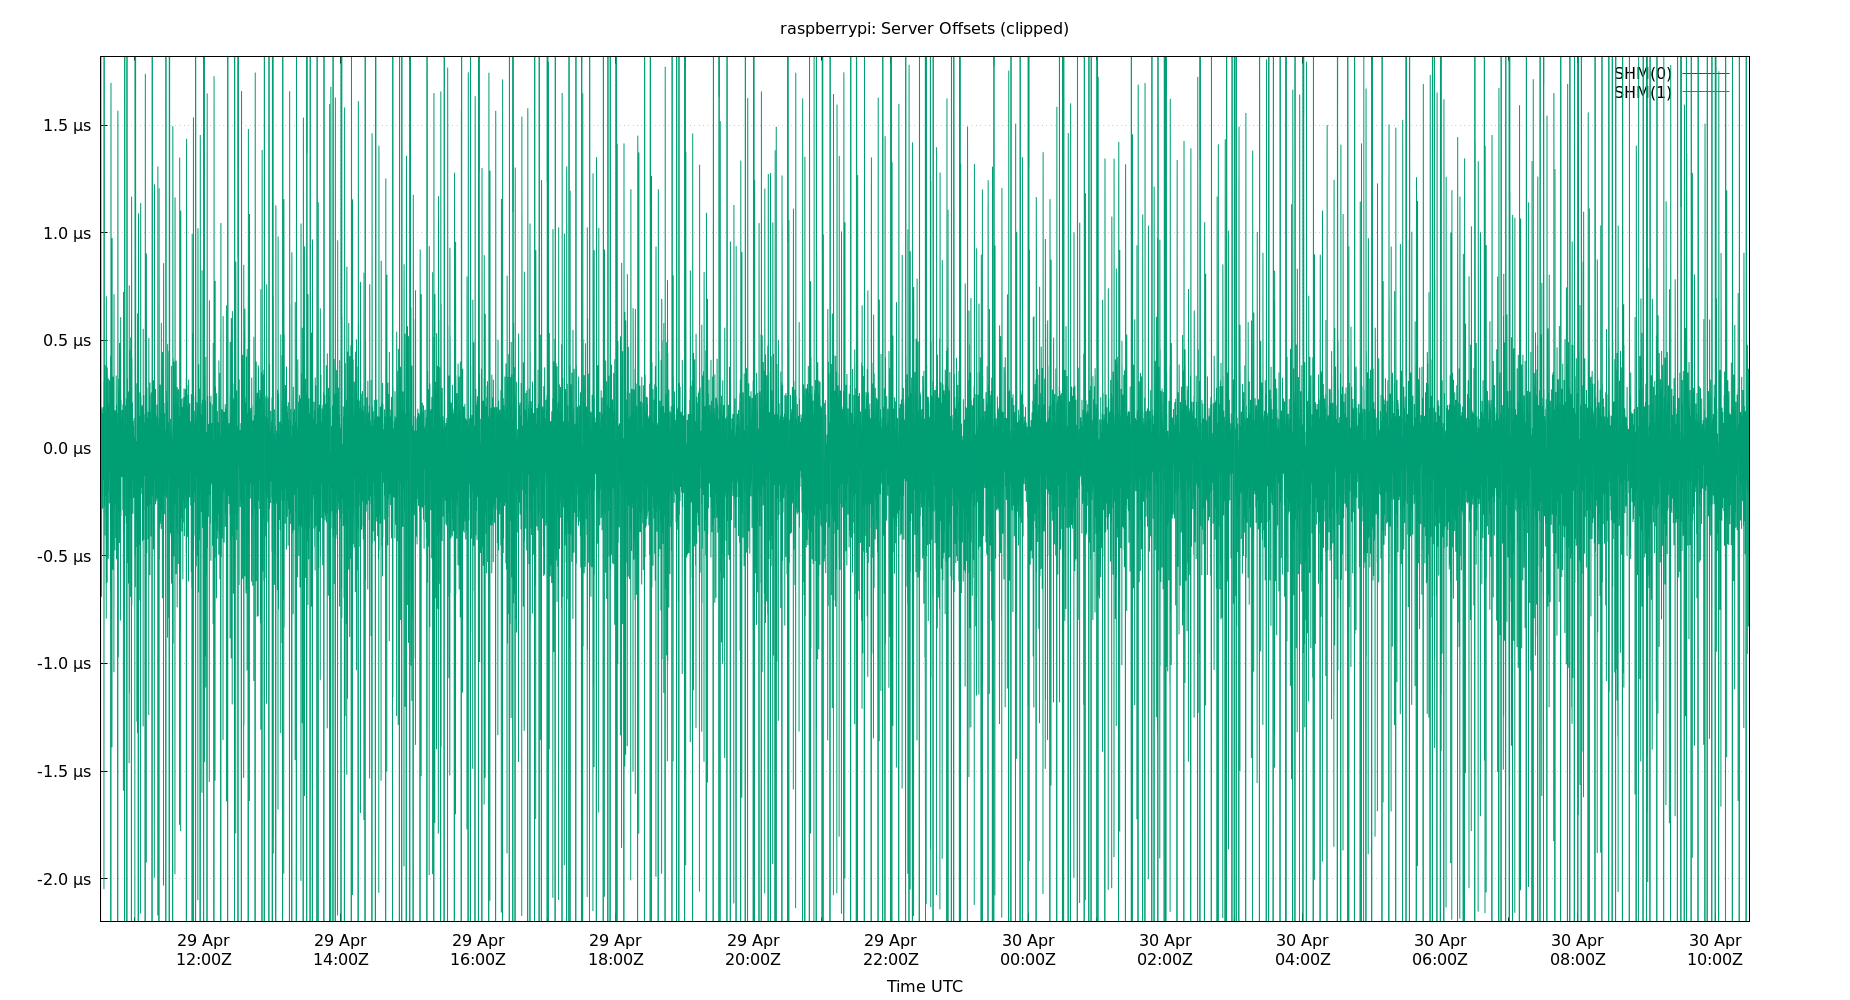 raspberrypi: Server Offsets (clipped)
SHM(0)
SHM(1)
1.5 µs
1.0 µs
0.5 µs
0.0 µs
-0.5 µs
-1.0 µs
-1.5 µs
-2.0 µs
29 Apr 29 Apr 29 Apr 29 Apr 29 Apr 29 Apr 30 Apr 30 Apr 30 Apr 30 Apr 30 Apr 30 Apr
12:00Z 14:00Z 16:00Z 18:00Z 20:00Z 22:00Z 00:00Z 02:00Z 04:00Z 06:00Z 08:00Z 10:00Z
Time UTC